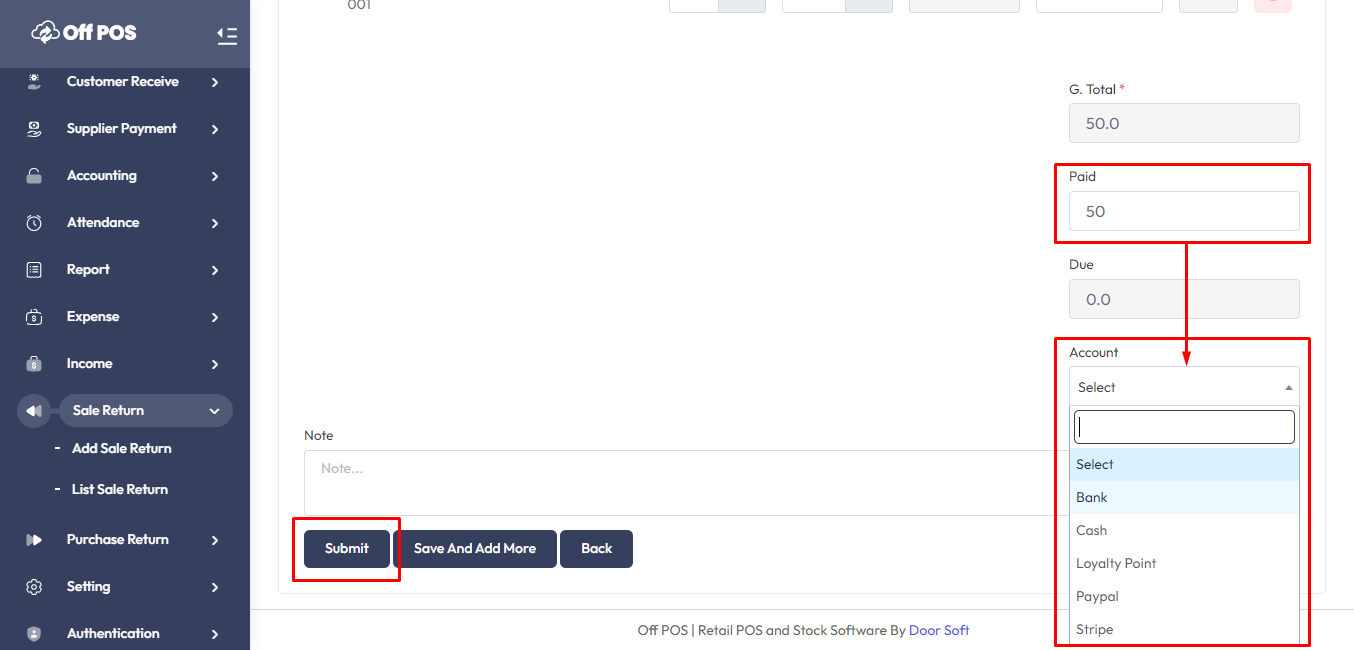 Off POS
Customer Receive
Supplier Payment
Accounting
Attendance
Report
Expense
Income
Sale Return
- Add Sale Return
- List Sale Return
Purchase Return
Setting
Authentication
001
G. Total *
50.0
Paid
50
Due
0.0
Account
Select
Select
Bank
Cash
Loyalty Point
Paypal
Stripe
Note
Note...
Submit
Save And Add More
Back
Off POS | Retail POS and Stock Software By Door Soft